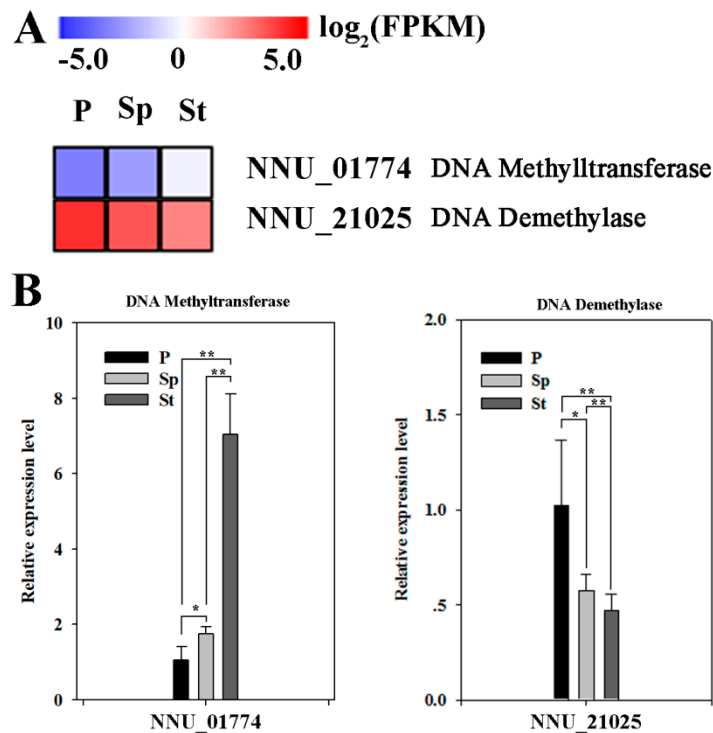 A
log2(FPKM)
-5.0 0 5.0
P Sp St
NNU_01774 DNA Methylltransferase
NNU_21025 DNA Demethylase
B
DNA Methyltransferase
10
8
6
4
2
0
Relative expression level
P
Sp
St
**
**
*
NNU_01774
DNA Demethylase
2.0
1.5
1.0
.5
0.0
Relative expression level
P
Sp
St
**
*
**
NNU_21025